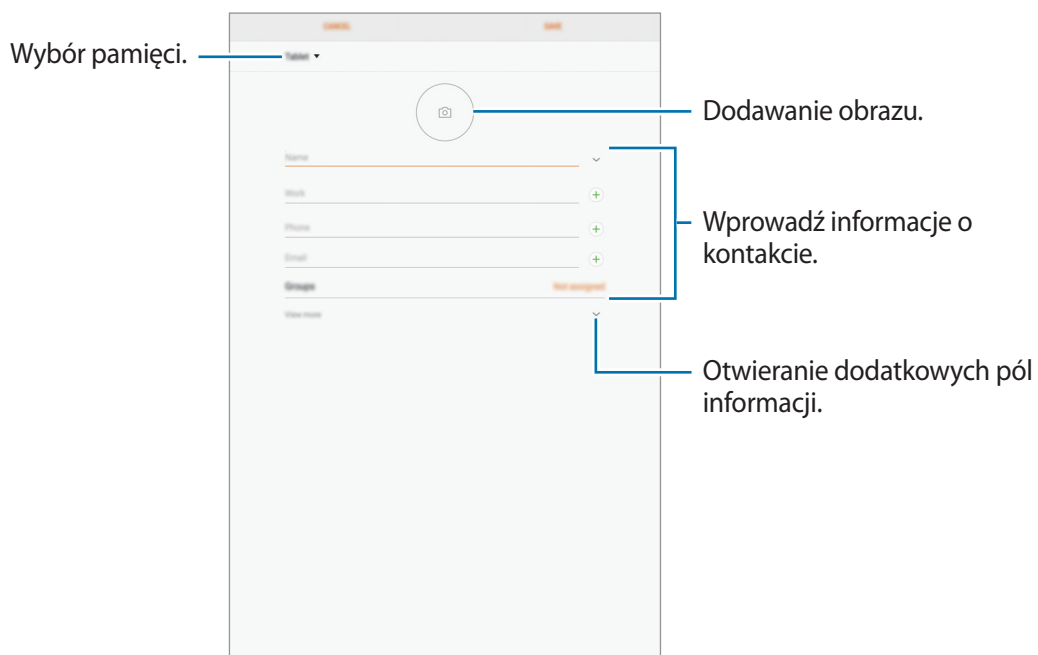 CANCEL
SAVE
Wybór pamięci.
Tablet
Dodawanie obrazu.
Name
Work
Phone
Wprowadź informacje o
kontakcie.
Email
Groups
Not assigned
View more
Otwieranie dodatkowych pól
informacji.